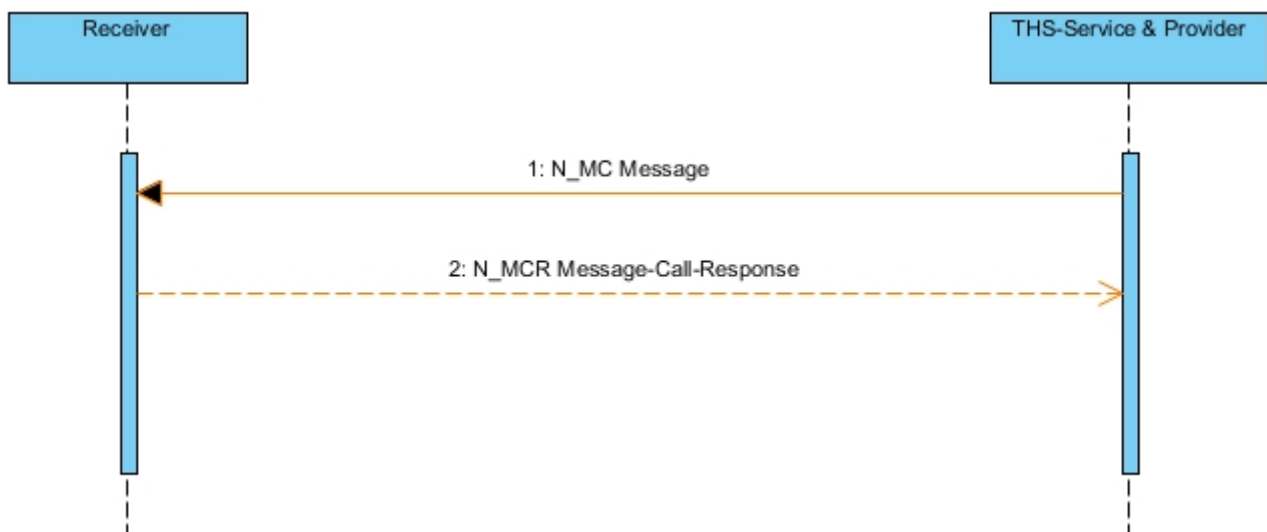 Receiver
THS-Service & Provider
1: N_MC Message
2: N_MCR Message-Call-Response